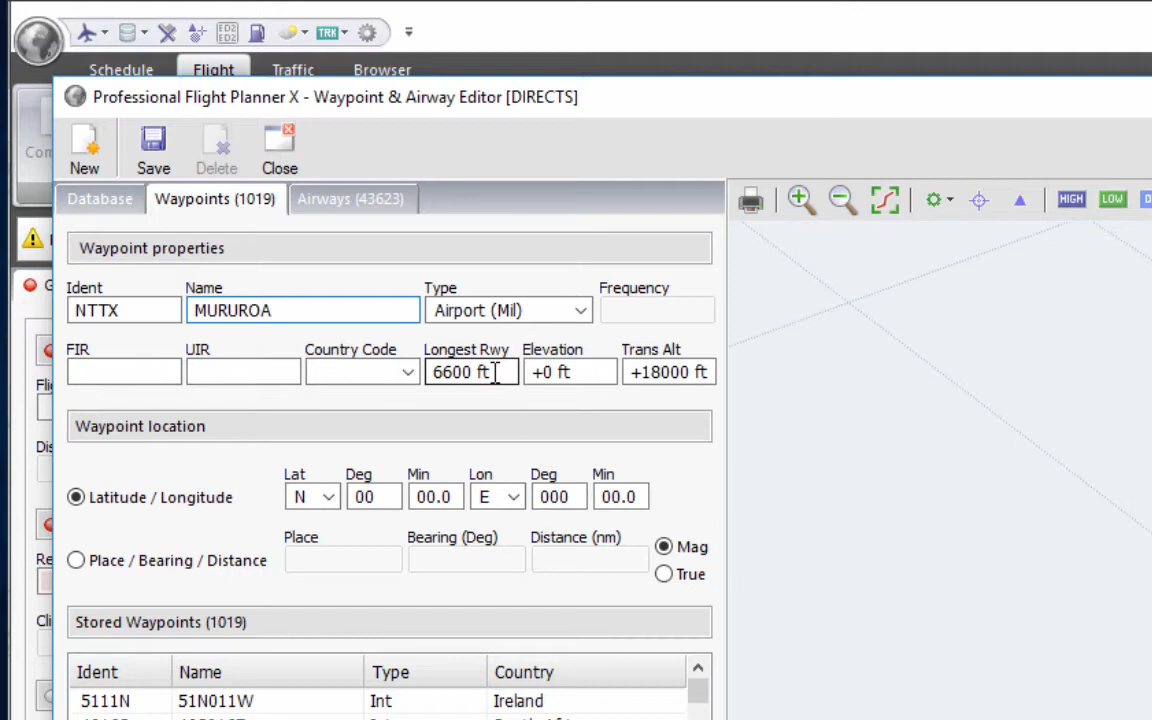 ED2
ED2
TRK
Schedule Flight Traffic Browser
Professional Flight Planner X - Waypoint & Airway Editor [DIRECTS]
New Save Delete Close
Database Waypoints (1019) Airways (43623)
HIGH LOW
Waypoint properties
Ident Name Type Frequency
NTTX MURUROA Airport (Mil)
FIR UIR Country Code Longest Rwy Elevation Trans Alt
6600 ft +0 ft +18000 ft
Waypoint location
Lat Deg Min Lon Deg Min
Latitude / Longitude N 00 00.0 E 000 00.0
Place Bearing (Deg) Distance (nm)
Place / Bearing / Distance Mag
True
Stored Waypoints (1019)
Ident Name Type Country
5111N 51N011W Int Ireland